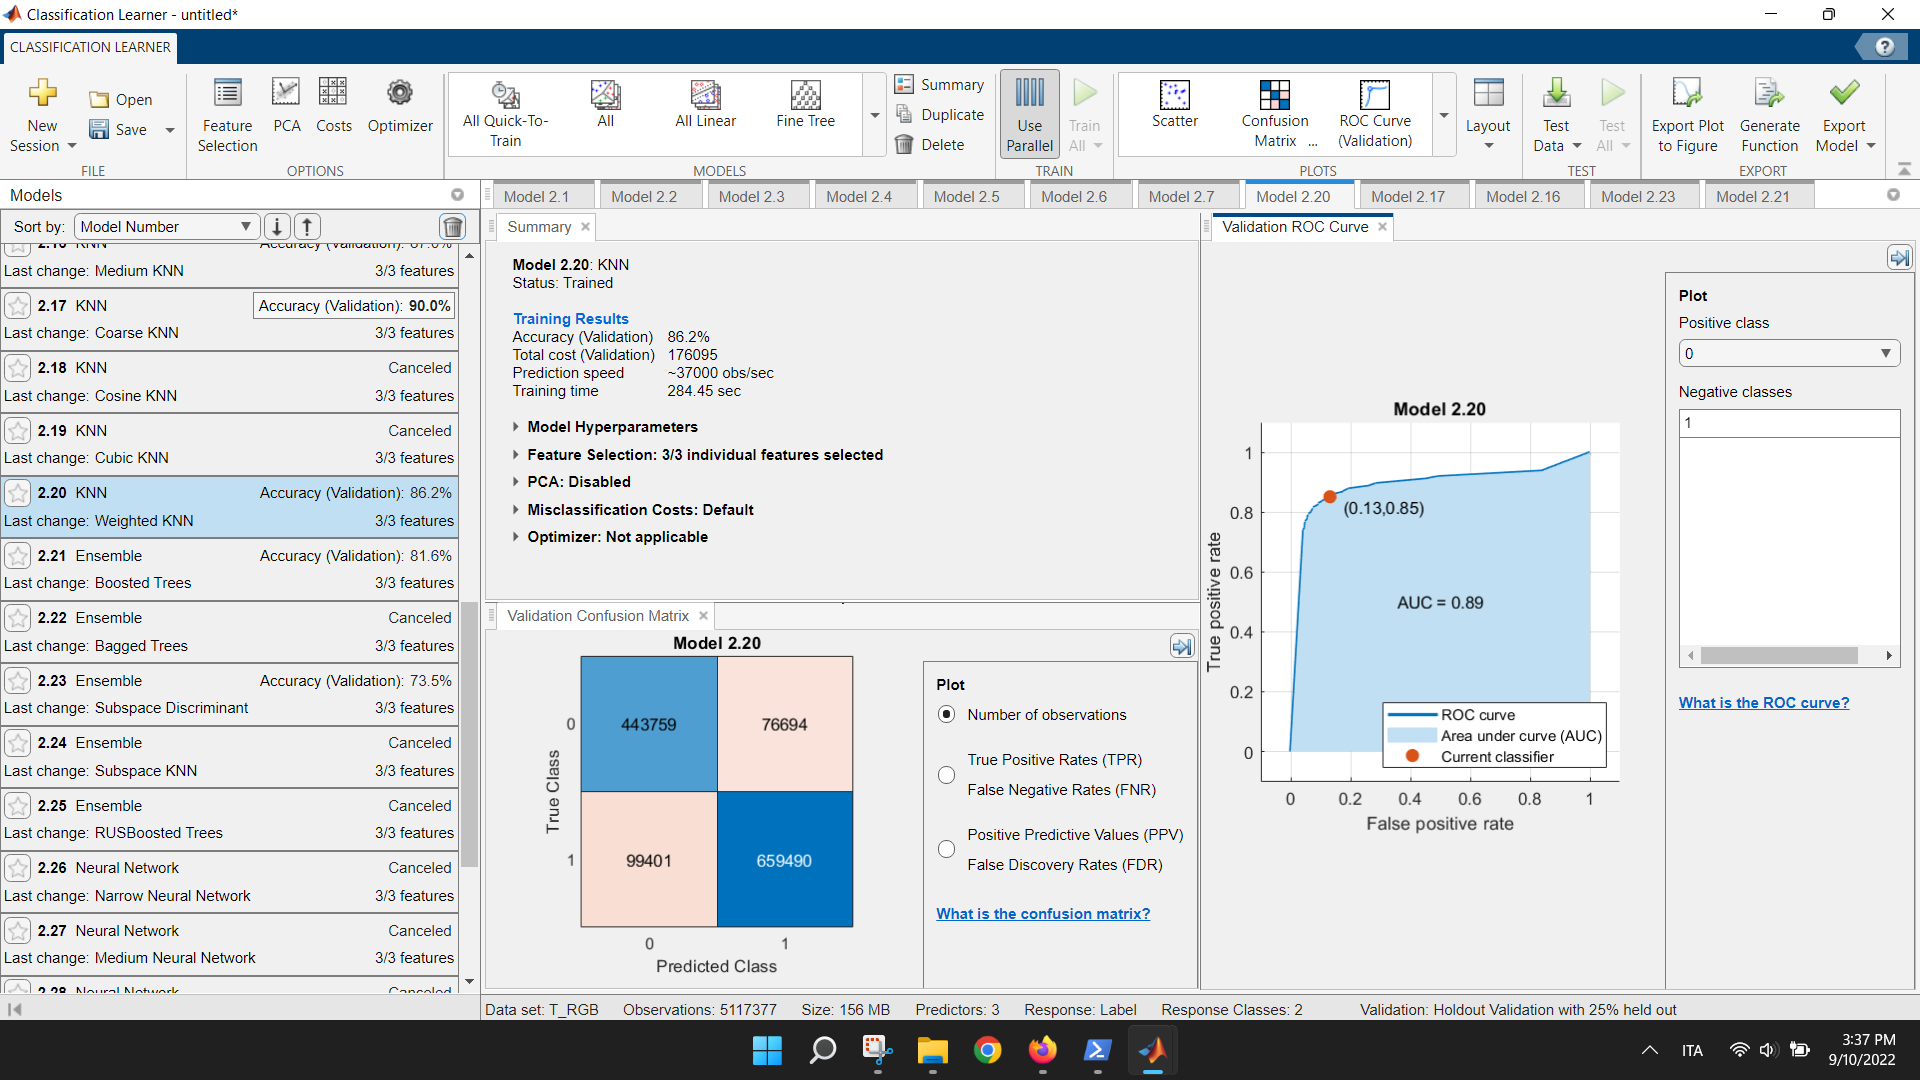 Classification Learner - untitled*
CLASSIFICATION LEARNER
New Session
Open
Save
FILE
Feature Selection
PCA
Costs
Optimizer
OPTIONS
All Quick-To-Train
All
All Linear
Fine Tree
MODELS
Summary
Duplicate
Delete
Use Parallel
Train All
TRAIN
Scatter
Confusion Matrix ...
ROC Curve (Validation)
PLOTS
Layout
Test Data
Test All
TEST
Export Plot to Figure
Generate Function
Export Model
EXPORT
Models
Sort by: Model Number
2.16 KNN Accuracy (Validation): 87.6%
Last change: Medium KNN 3/3 features
2.17 KNN Accuracy (Validation): 90.0%
Last change: Coarse KNN 3/3 features
2.18 KNN Canceled
Last change: Cosine KNN 3/3 features
2.19 KNN Canceled
Last change: Cubic KNN 3/3 features
2.20 KNN Accuracy (Validation): 86.2%
Last change: Weighted KNN 3/3 features
2.21 Ensemble Accuracy (Validation): 81.6%
Last change: Boosted Trees 3/3 features
2.22 Ensemble Canceled
Last change: Bagged Trees 3/3 features
2.23 Ensemble Accuracy (Validation): 73.5%
Last change: Subspace Discriminant 3/3 features
2.24 Ensemble Canceled
Last change: Subspace KNN 3/3 features
2.25 Ensemble Canceled
Last change: RUSBoosted Trees 3/3 features
2.26 Neural Network Canceled
Last change: Narrow Neural Network 3/3 features
2.27 Neural Network Canceled
Last change: Medium Neural Network 3/3 features
2.28 Neural Network Canceled
Model 2.1 Model 2.2 Model 2.3 Model 2.4 Model 2.5 Model 2.6 Model 2.7 Model 2.20 Model 2.17 Model 2.16 Model 2.23 Model 2.21
Summary
Model 2.20: KNN
Status: Trained
Training Results
Accuracy (Validation) 86.2%
Total cost (Validation) 176095
Prediction speed ~37000 obs/sec
Training time 284.45 sec
Model Hyperparameters
Feature Selection: 3/3 individual features selected
PCA: Disabled
Misclassification Costs: Default
Optimizer: Not applicable
Validation Confusion Matrix
Model 2.20
True Class
0 443759 76694
1 99401 659490
0 1
Predicted Class
Plot
Number of observations
True Positive Rates (TPR)
False Negative Rates (FNR)
Positive Predictive Values (PPV)
False Discovery Rates (FDR)
What is the confusion matrix?
Validation ROC Curve
Model 2.20
True positive rate
1
0.8
0.6
0.4
0.2
0
(0.13,0.85)
AUC = 0.89
ROC curve
Area under curve (AUC)
Current classifier
0 0.2 0.4 0.6 0.8 1
False positive rate
Plot
Positive class
0
Negative classes
1
What is the ROC curve?
Data set: T_RGB Observations: 5117377 Size: 156 MB Predictors: 3 Response: Label Response Classes: 2 Validation: Holdout Validation with 25% held out
ITA
3:37 PM
9/10/2022